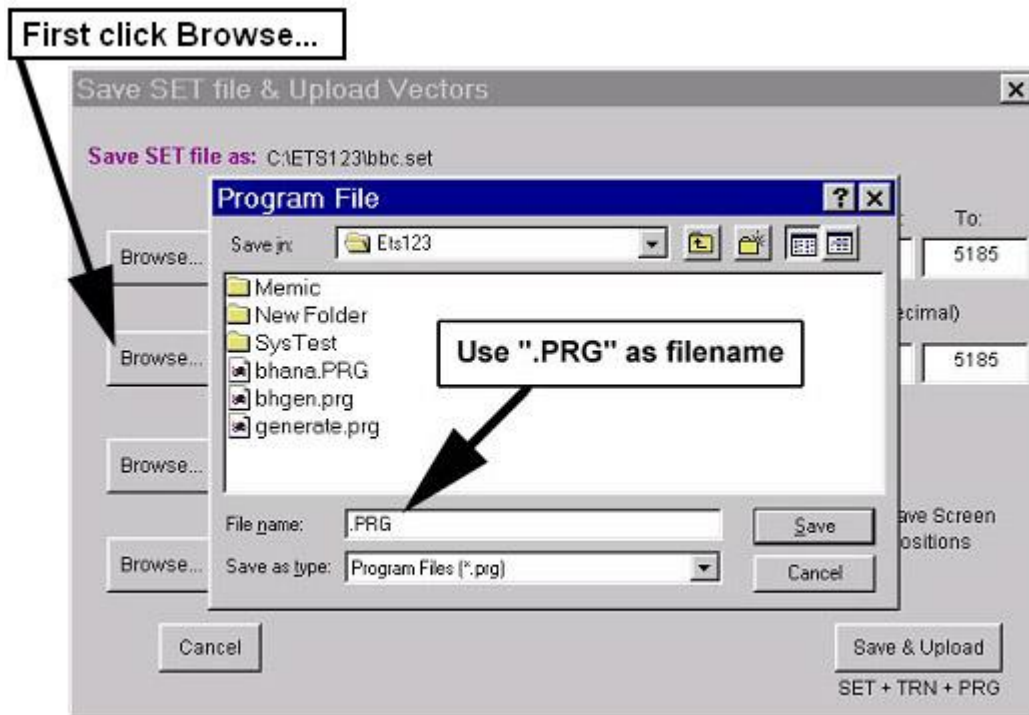 First click Browse...
Save SET file & Upload Vectors
Save SET file as: C:\ETS123\bbc.set
Program File
Save in: Ets123
To:
Browse...
5185
Memic
New Folder
ecimal)
SysTest
Use ".PRG" as filename
Browse...
5185
bhana.PRG
bhgen.prg
generate.prg
Browse...
File name: .PRG
Save
ave Screen
ositions
Browse...
Save as type: Program Files (*.prg)
Cancel
Cancel
Save & Upload
SET + TRN + PRG